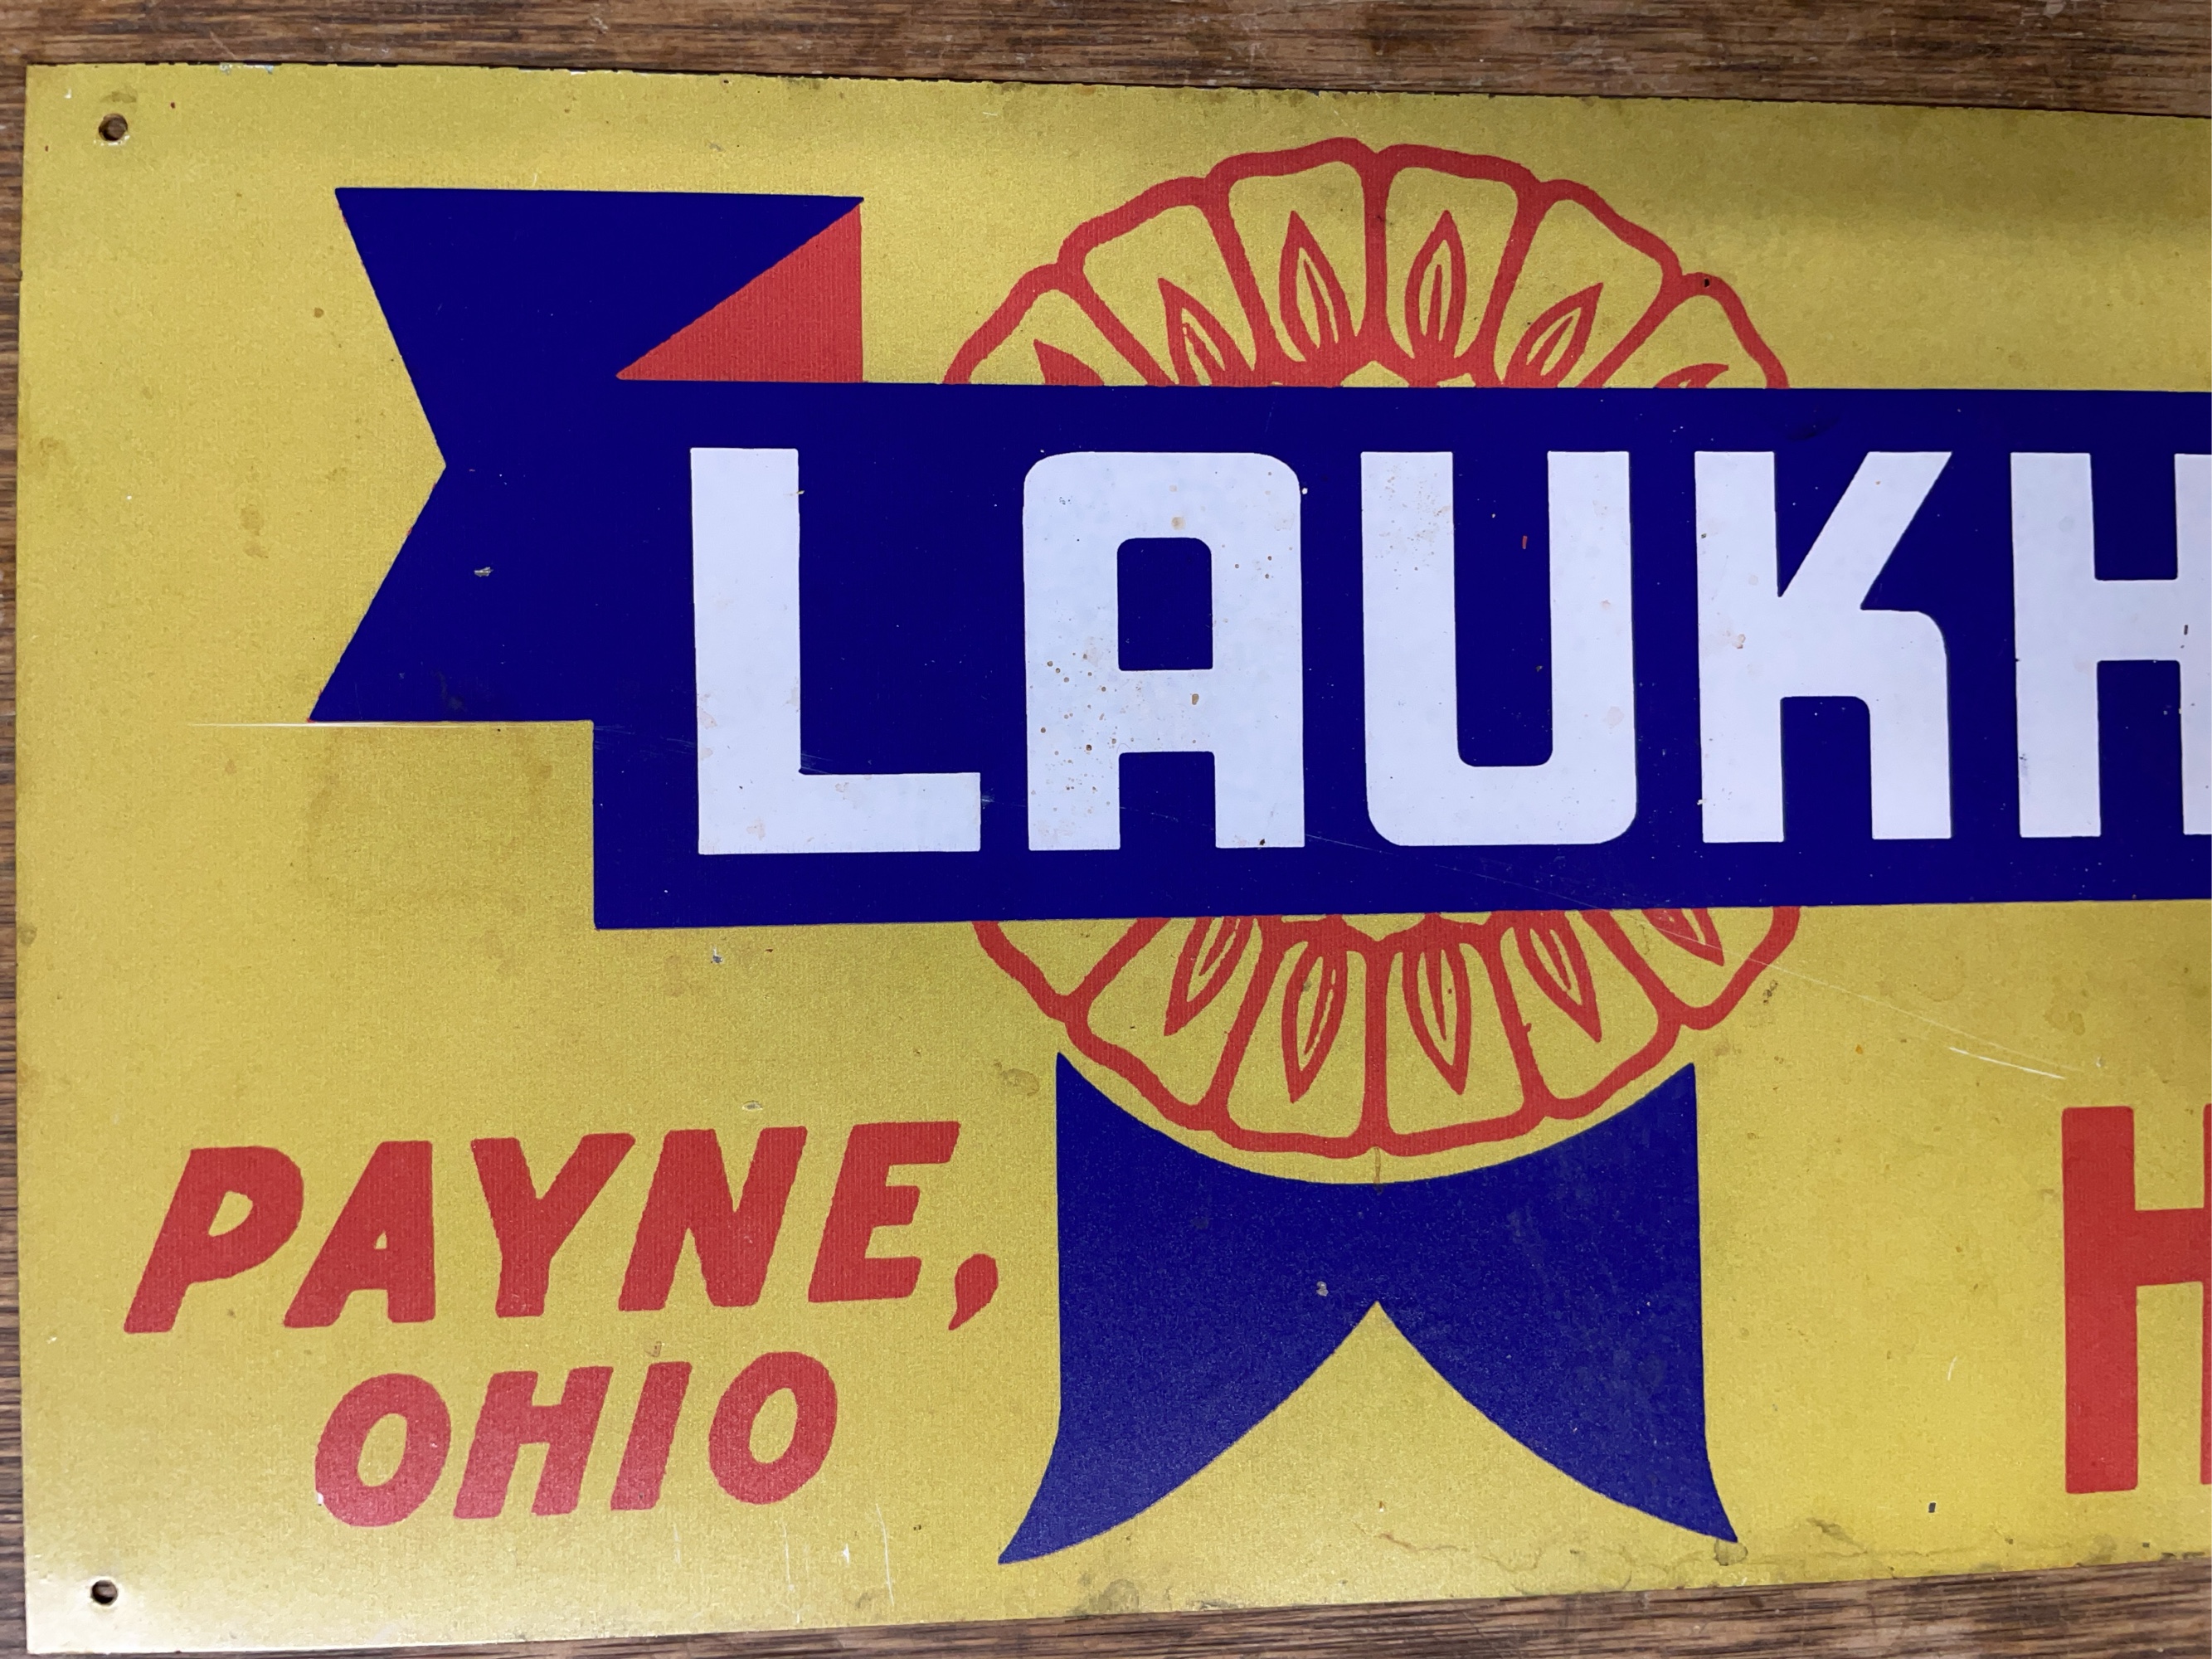 LAUKH
PAYNE, H
OHIO